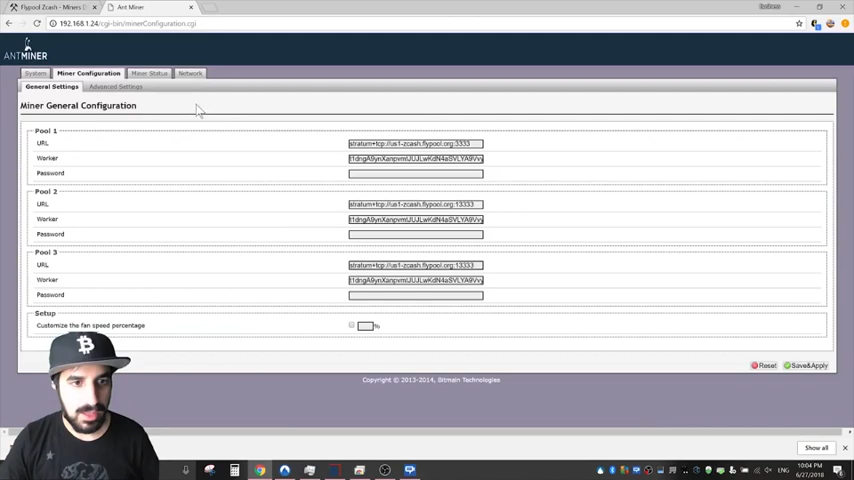 Flypool Zcash - Miners D
Ant Miner
Business
192.168.1.24/cgi-bin/minerConfiguration.cgi
ANTMINER
System
Miner Configuration
Miner Status
Network
General Settings
Advanced Settings
Miner General Configuration
Pool 1
URL stratum+tcp://us1-zcash.flypool.org:3333
Worker
Password
Pool 2
URL stratum+tcp://us1-zcash.flypool.org:13333
Worker
Password
Pool 3
URL stratum+tcp://us1-zcash.flypool.org:13333
Worker
Password
Setup
Customize the fan speed percentage %
Reset
Save&Apply
Copyright © 2013-2014, Bitmain Technologies
Show all
ENG
10:04 PM
6/27/2018